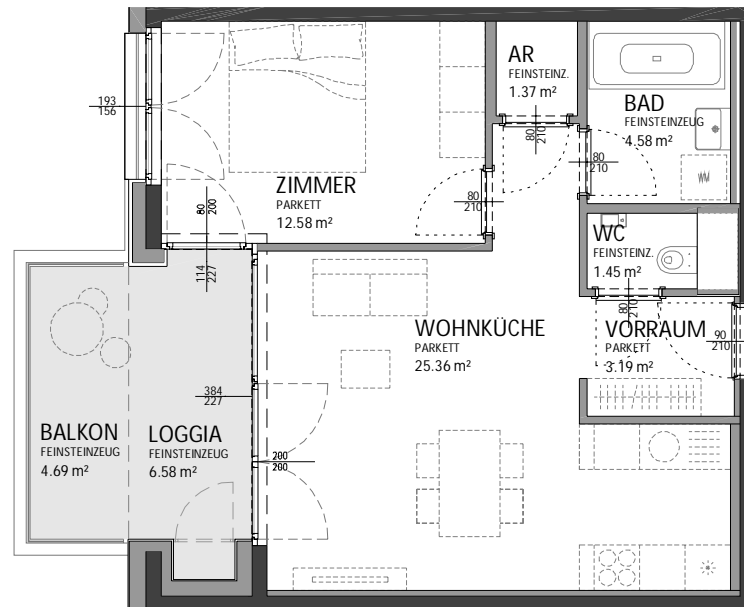 AR
FEINSTEINZ.
1.37 m²
BAD
FEINSTEINZEUG
4.58 m²
193
156
80
210
80
210
80
210
ZIMMER
PARKETT
12.58 m²
80
200
WC
FEINSTEINZ.
1.45 m²
114
227
80
210
WOHNKÜCHE
PARKETT
25.36 m²
VORRAUM
PARKETT
3.19 m²
90
210
384
227
BALKON
FEINSTEINZEUG
4.69 m²
LOGGIA
FEINSTEINZEUG
6.58 m²
200
200
WM